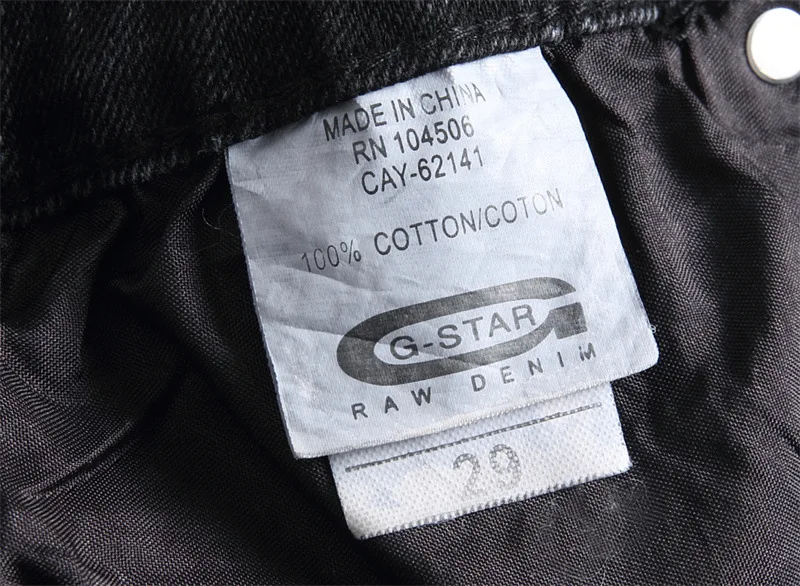 MADE IN CHINA
RN 104506
CAY-62141
100% COTTON/COTON
G-STAR
RAW DENIM
29